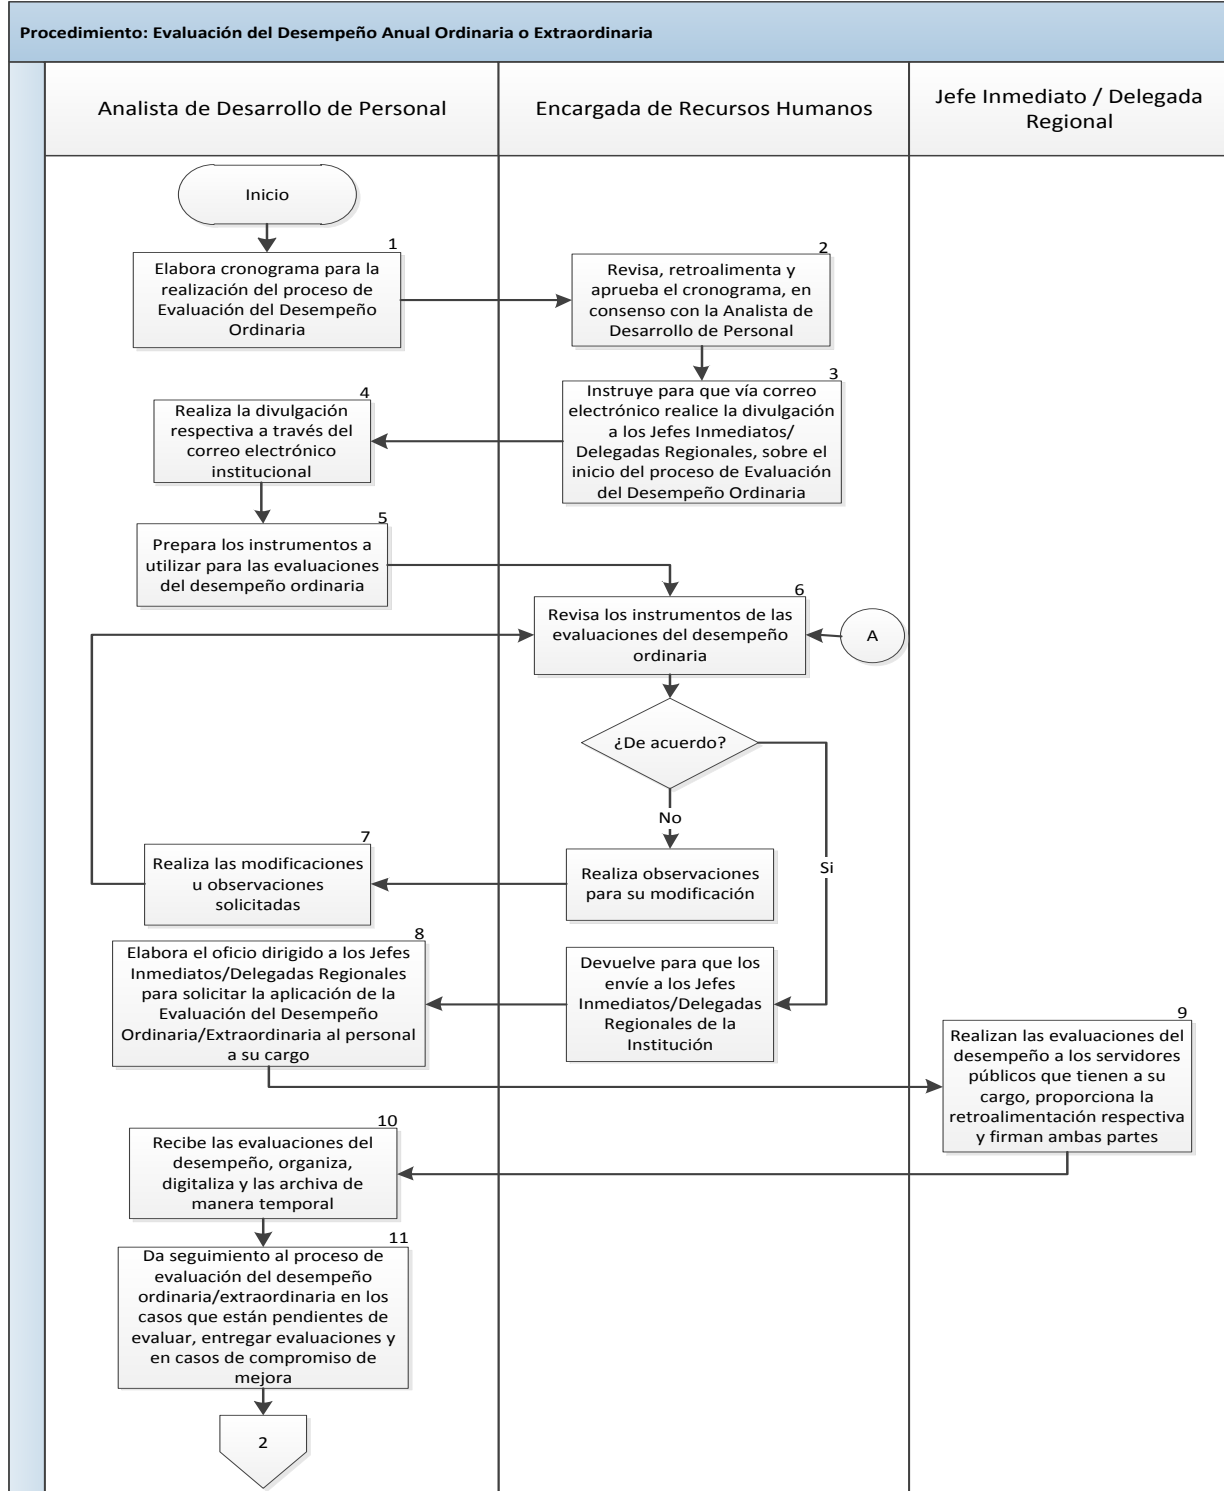 Procedimiento: Evaluación del Desempeño Anual Ordinaria o Extraordinaria
Analista de Desarrollo de Personal
Encargada de Recursos Humanos
Jefe Inmediato / Delegada
Regional
Inicio
1
Elabora cronograma para la
realización del proceso de
Evaluación del Desempeño
Ordinaria
2
Revisa, retroalimenta y
aprueba el cronograma, en
consenso con la Analista de
Desarrollo de Personal
3
Instruye para que vía correo
electrónico realice la divulgación
a los Jefes Inmediatos/
Delegadas Regionales, sobre el
inicio del proceso de Evaluación
del Desempeño Ordinaria
4
Realiza la divulgación
respectiva a través del
correo electrónico
institucional
5
Prepara los instrumentos a
utilizar para las evaluaciones
del desempeño ordinaria
6
Revisa los instrumentos de las
evaluaciones del desempeño
ordinaria
A
¿De acuerdo?
No
Si
Realiza observaciones
para su modificación
7
Realiza las modificaciones
u observaciones
solicitadas
Devuelve para que los
envíe a los Jefes
Inmediatos/Delegadas
Regionales de la
Institución
8
Elabora el oficio dirigido a los Jefes
Inmediatos/Delegadas Regionales
para solicitar la aplicación de la
Evaluación del Desempeño
Ordinaria/Extraordinaria al personal
a su cargo
9
Realizan las evaluaciones del
desempeño a los servidores
públicos que tienen a su
cargo, proporciona la
retroalimentación respectiva
y firman ambas partes
10
Recibe las evaluaciones del
desempeño, organiza,
digitaliza y las archiva de
manera temporal
11
Da seguimiento al proceso de
evaluación del desempeño
ordinaria/extraordinaria en los
casos que están pendientes de
evaluar, entregar evaluaciones y
en casos de compromiso de
mejora
2